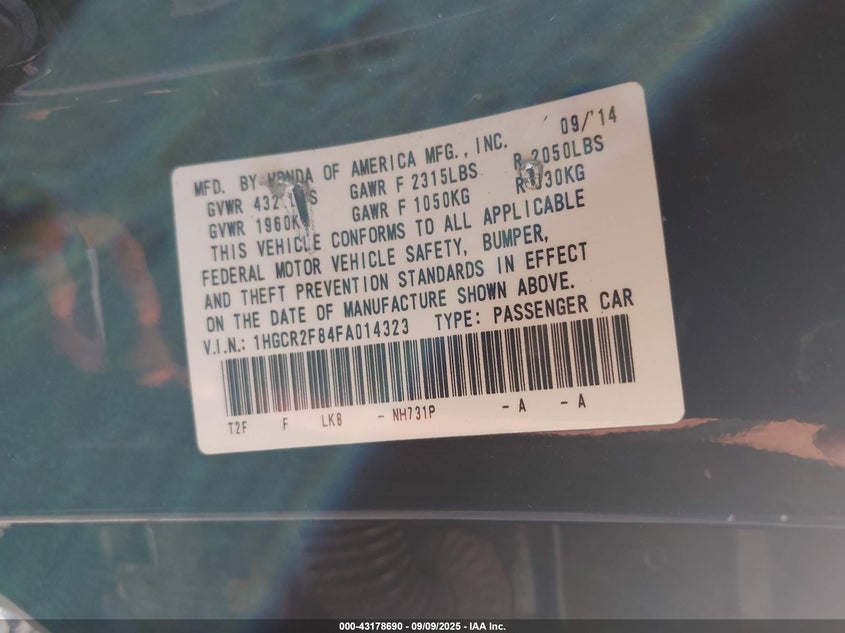 MFD. BY HONDA OF AMERICA MFG., INC. 09/'14
GVWR GAWR F 2315LBS R 2050LBS
GVWR 1960KG GAWR F 1050KG
THIS VEHICLE CONFORMS TO ALL APPLICABLE
FEDERAL MOTOR VEHICLE SAFETY, BUMPER,
AND THEFT PREVENTION STANDARDS IN EFFECT
ON THE DATE OF MANUFACTURE SHOWN ABOVE.
V.I.N.: 1HGCR2F84FA014323 TYPE: PASSENGER CAR
T2F F LKB - NH731P - A - A
000-43178690 - 09/09/2025 - IAA Inc.